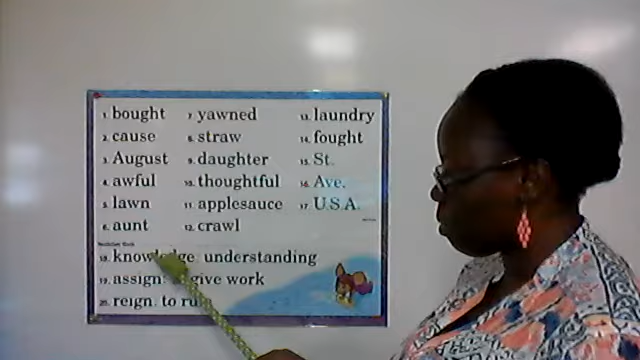 1. bought 7. yawned 13. laundry
2. cause 8. straw 14. fought
3. August 9. daughter 15. St.
4. awful 10. thoughtful 16. Ave.
5. lawn 11. applesauce 17. U.S.A.
6. aunt 12. crawl
18. knowledge: understanding
19. assign: give work
20. reign: to